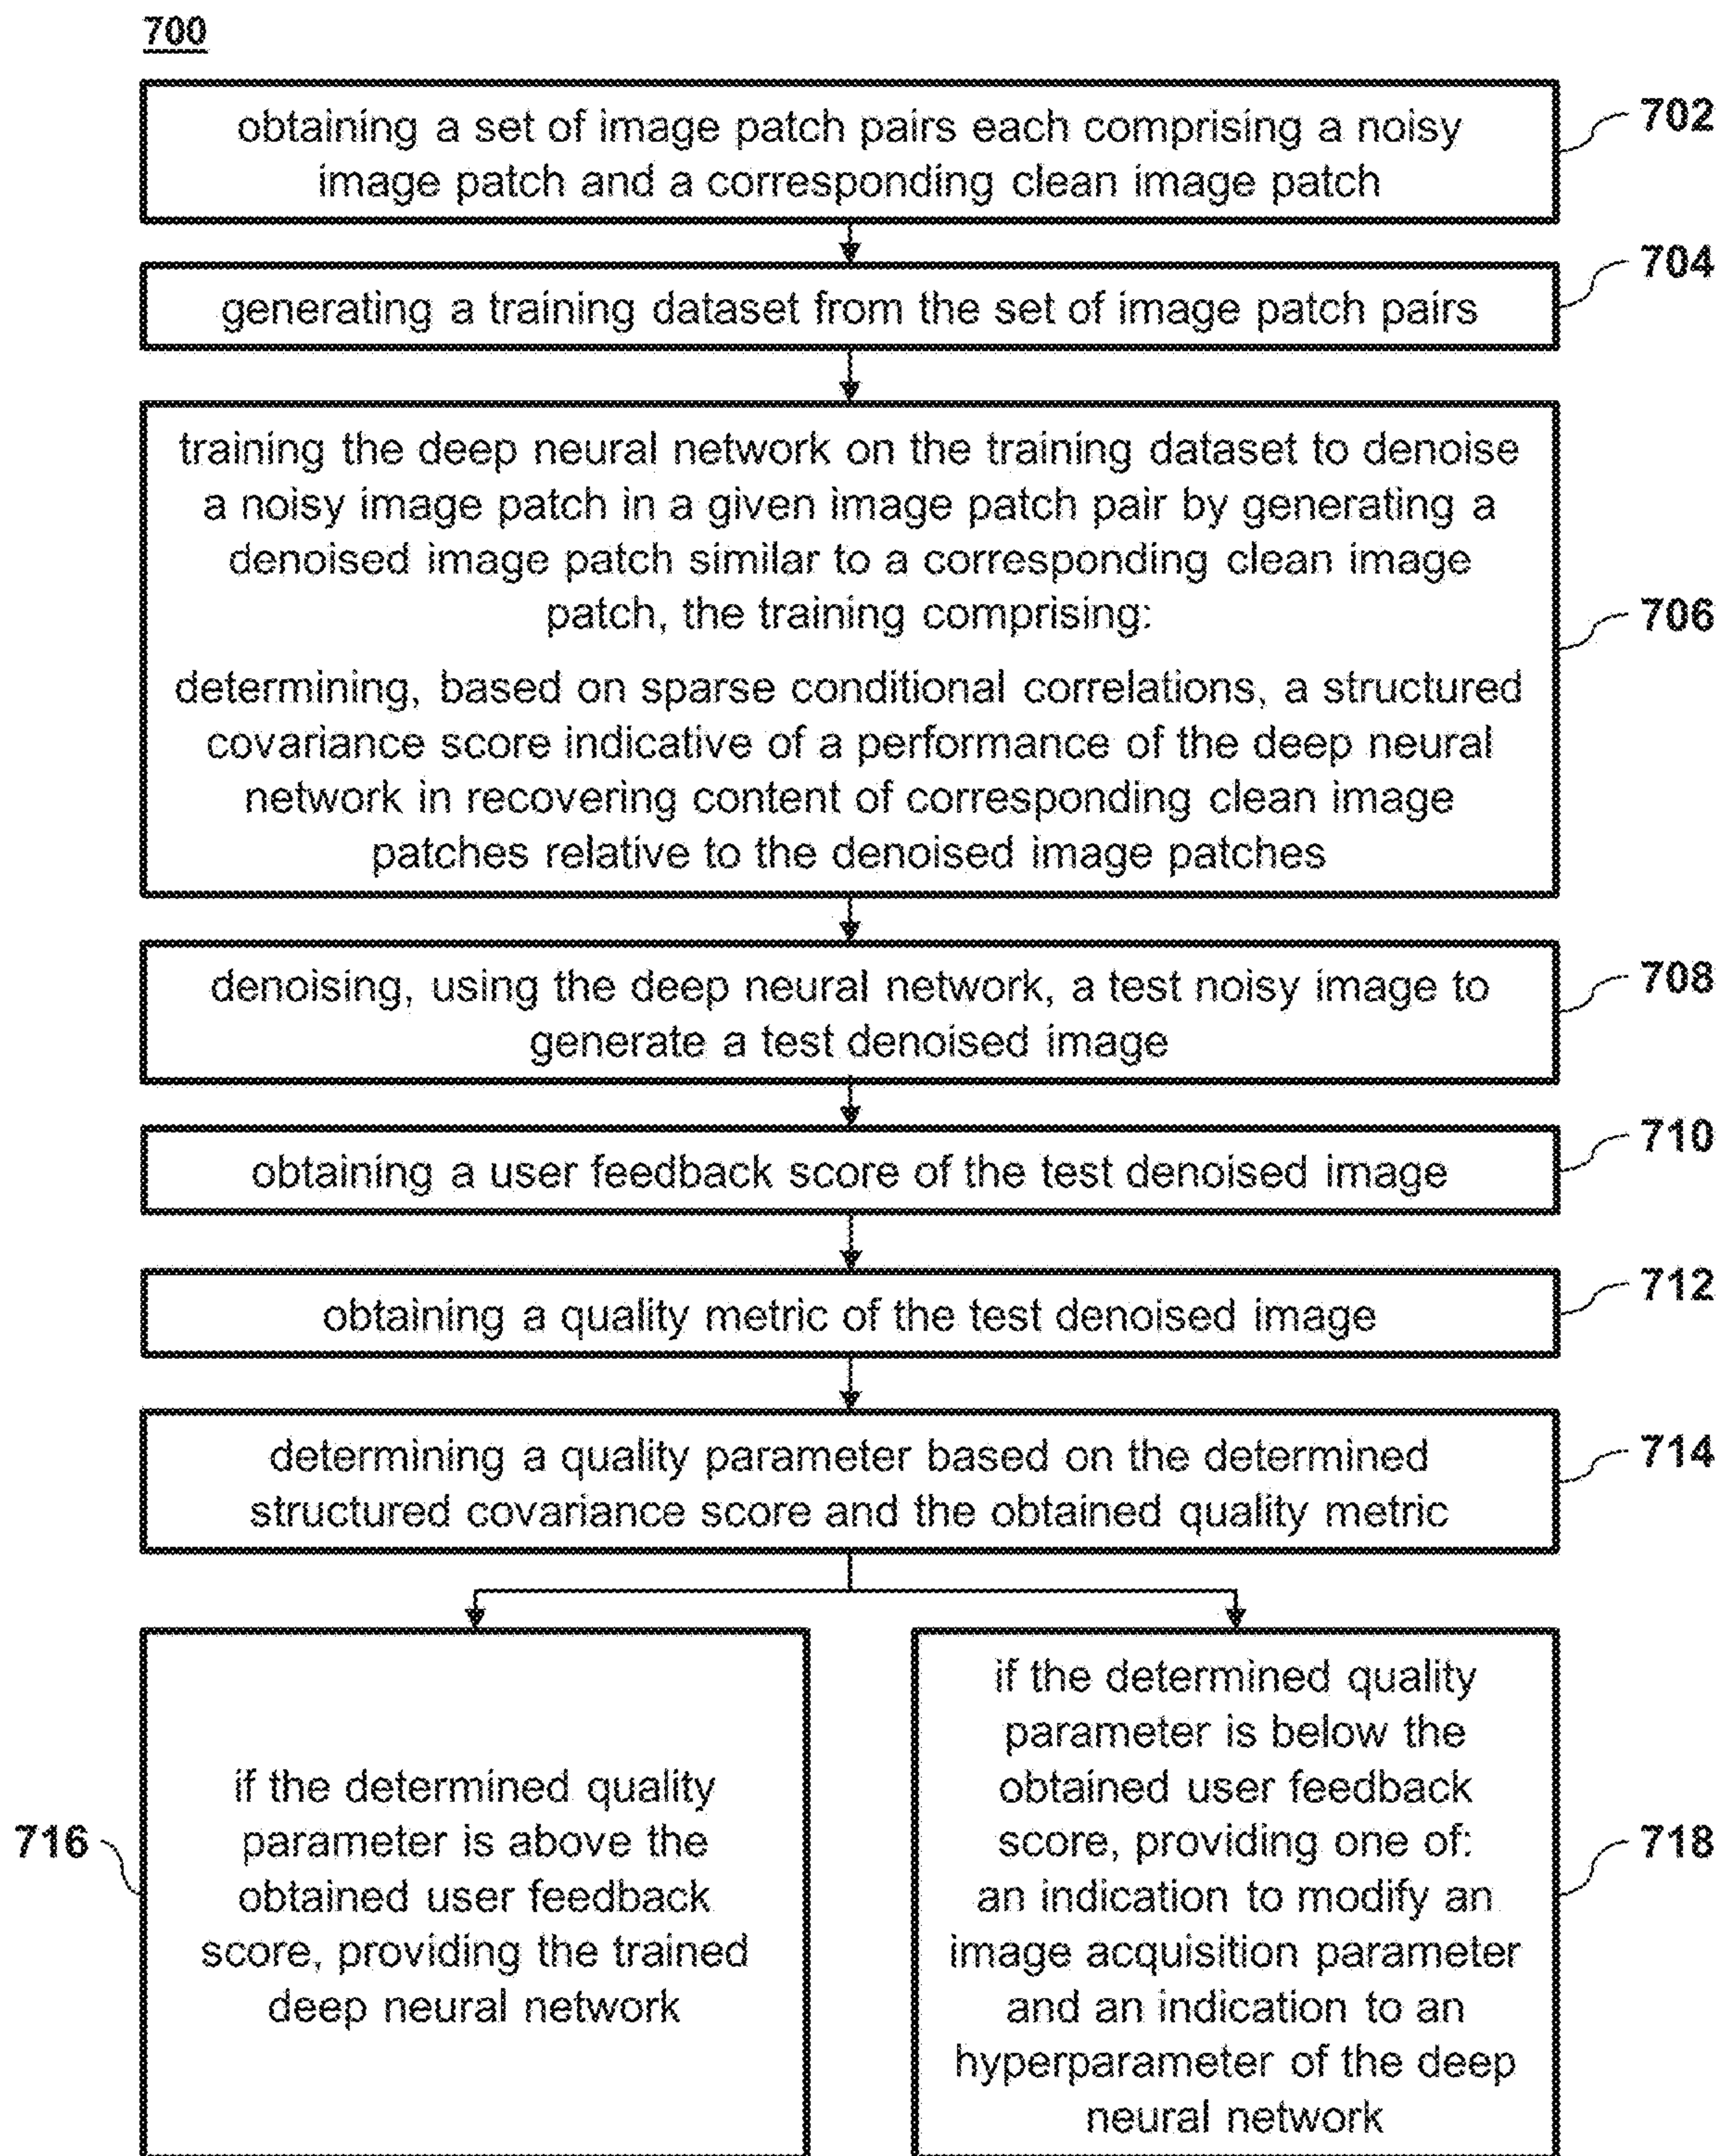 700
obtaining a set of image patch pairs each comprising a noisy
image patch and a corresponding clean image patch
702
generating a training dataset from the set of image patch pairs
704
training the deep neural network on the training dataset to denoise
a noisy image patch in a given image patch pair by generating a
denoised image patch similar to a corresponding clean image
patch, the training comprising:
determining, based on sparse conditional correlations, a structured
covariance score indicative of a performance of the deep neural
network in recovering content of corresponding clean image
patches relative to the denoised image patches
706
denoising, using the deep neural network, a test noisy image to
generate a test denoised image
708
obtaining a user feedback score of the test denoised image
710
obtaining a quality metric of the test denoised image
712
determining a quality parameter based on the determined
structured covariance score and the obtained quality metric
714
716
if the determined quality
parameter is above the
obtained user feedback
score, providing the trained
deep neural network
if the determined quality
parameter is below the
obtained user feedback
score, providing one of:
an indication to modify an
image acquisition parameter
and an indication to an
hyperparameter of the deep
neural network
718